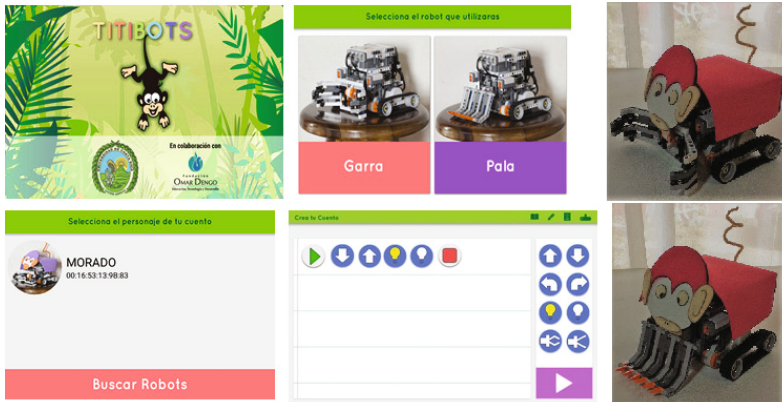 TITIBOTS
En colaboración con
Fundación
OMAR DENGO
Selecciona el robot que utilizaras
Garra
Pala
Selecciona el personaje de tu cuento
MORADO
00:16:53:13:9B:83
Buscar Robots
Crea tu Cuento